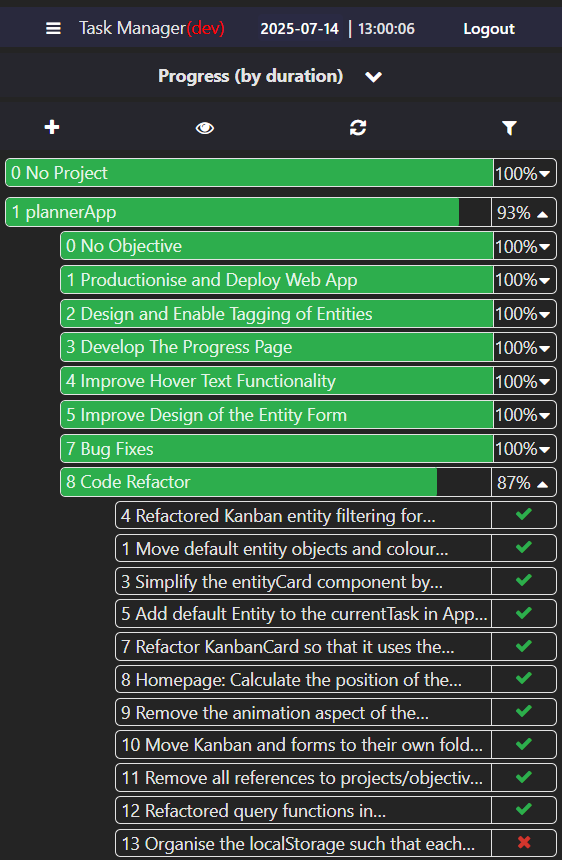 Task Manager(dev) 2025-07-14 | 13:00:06 Logout
Progress (by duration)
0 No Project 100%
1 plannerApp 93%
0 No Objective 100%
1 Productionise and Deploy Web App 100%
2 Design and Enable Tagging of Entities 100%
3 Develop The Progress Page 100%
4 Improve Hover Text Functionality 100%
5 Improve Design of the Entity Form 100%
7 Bug Fixes 100%
8 Code Refactor 87%
4 Refactored Kanban entity filtering for...
1 Move default entity objects and colour...
3 Simplify the entityCard component by...
5 Add default Entity to the currentTask in App...
7 Refactor KanbanCard so that it uses the...
8 Homepage: Calculate the position of the...
9 Remove the animation aspect of the...
10 Move Kanban and forms to their own fold...
11 Remove all references to projects/objectiv...
12 Refactored query functions in...
13 Organise the localStorage such that each...